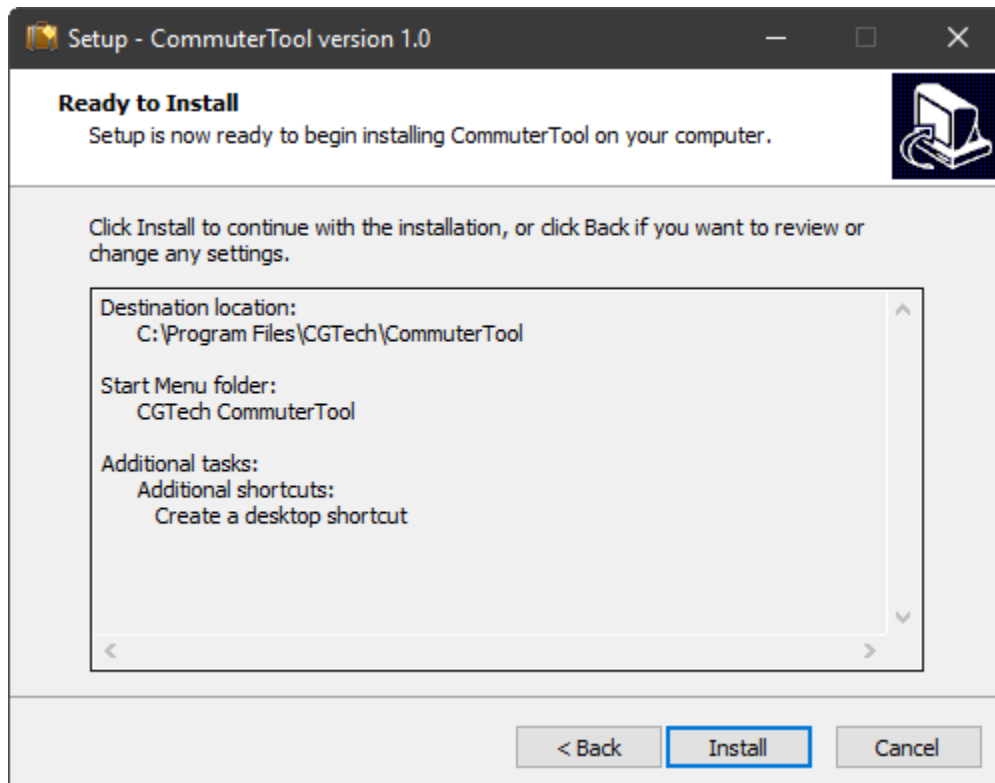 Setup - CommuterTool version 1.0
Ready to Install
Setup is now ready to begin installing CommuterTool on your computer.
Click Install to continue with the installation, or click Back if you want to review or
change any settings.
Destination location:
C:\Program Files\CGTech\CommuterTool
Start Menu folder:
CGTech CommuterTool
Additional tasks:
Additional shortcuts:
Create a desktop shortcut
< Back
Install
Cancel